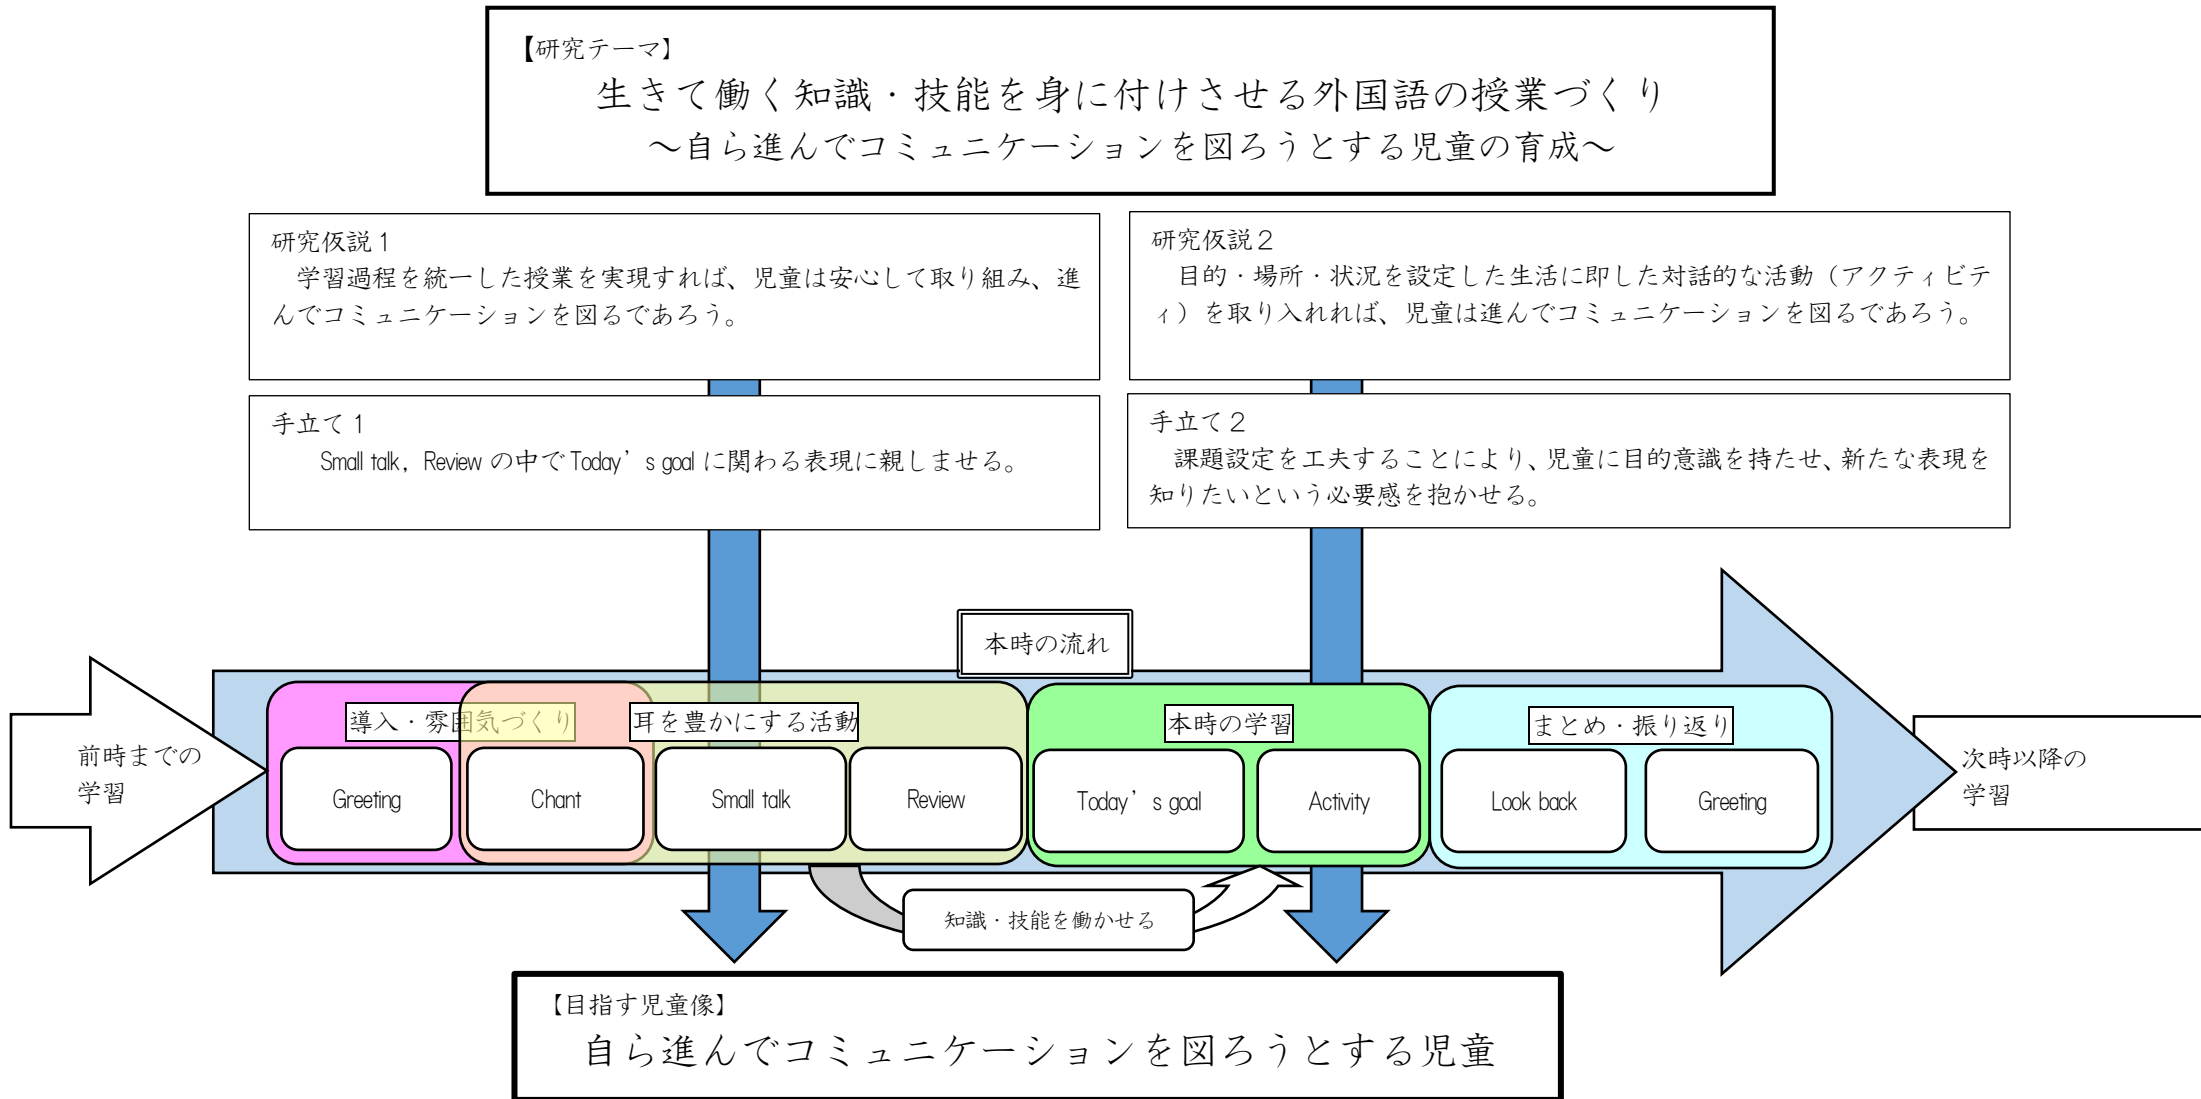 【研究テーマ】
生きて働く知識・技能を身に付けさせる外国語の授業づくり
～自ら進んでコミュニケーションを図ろうとする児童の育成～
研究仮説1
学習過程を統一した授業を実現すれば、児童は安心して取り組み、進
んでコミュニケーションを図るであろう。
研究仮説2
目的・場所・状況を設定した生活に即した対話的な活動（アクティビテ
ィ）を取り入れれば、児童は進んでコミュニケーションを図るであろう。
手立て1
Small talk, Review の中で Today’s goal に関わる表現に親しませる。
手立て2
課題設定を工夫することにより、児童に目的意識を持たせ、新たな表現を
知りたいという必要感を抱かせる。
本時の流れ
前時までの
学習
導入・雰囲気づくり
耳を豊かにする活動
本時の学習
まとめ・振り返り
Greeting
Chant
Small talk
Review
Today’s goal
Activity
Look back
Greeting
次時以降の
学習
知識・技能を働かせる
【目指す児童像】
自ら進んでコミュニケーションを図ろうとする児童